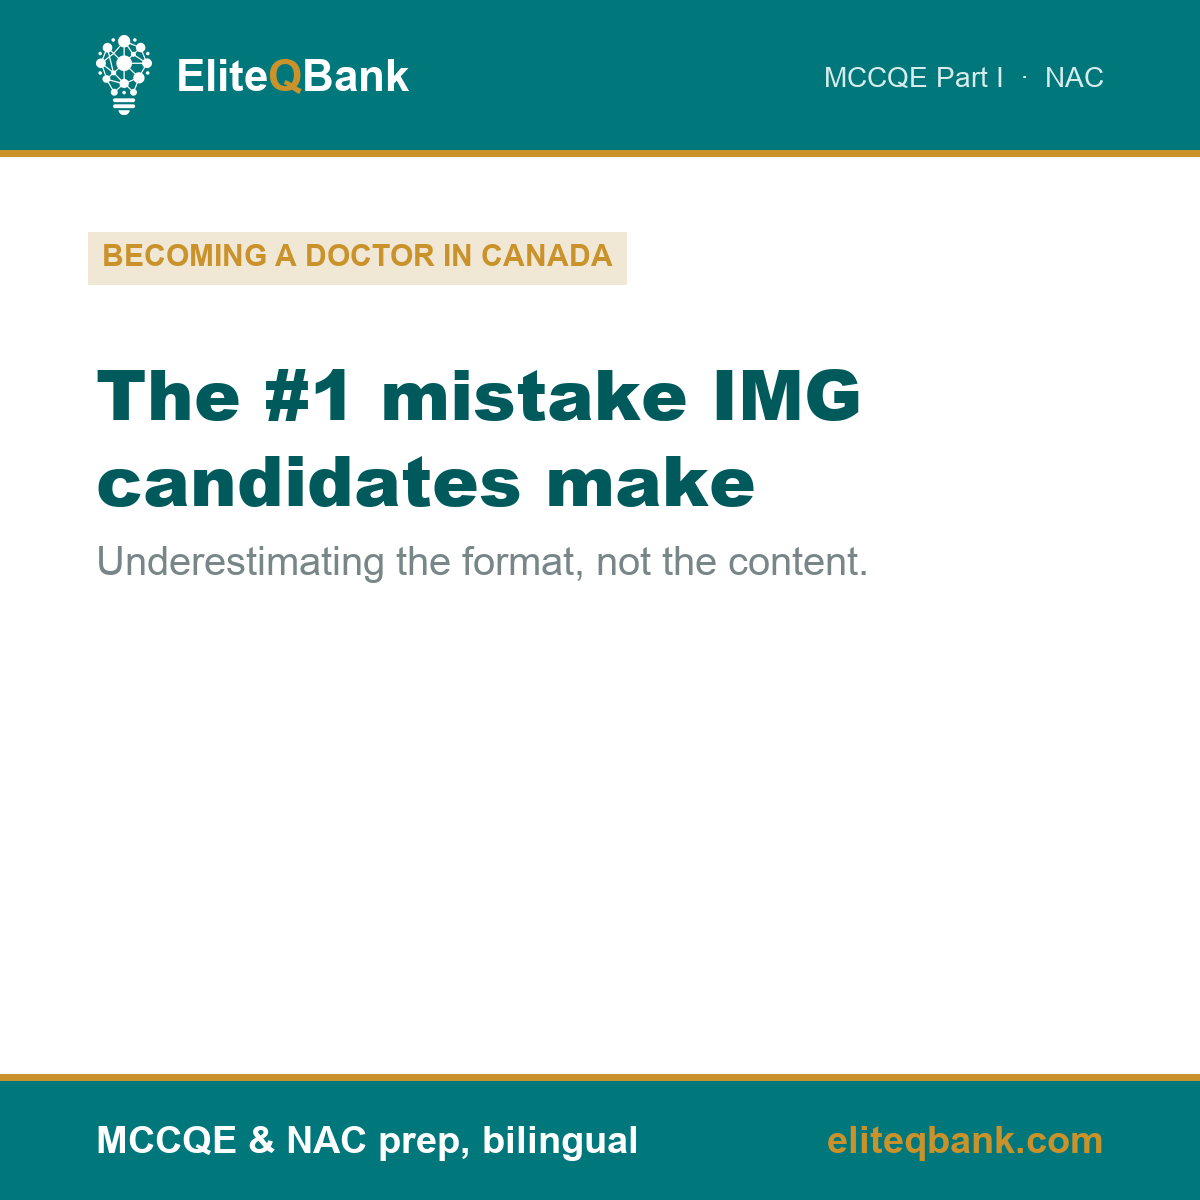 EliteQBank
MCCQE Part I · NAC
BECOMING A DOCTOR IN CANADA
The #1 mistake IMG
candidates make
Underestimating the format, not the content.
MCCQE & NAC prep, bilingual
eliteqbank.com